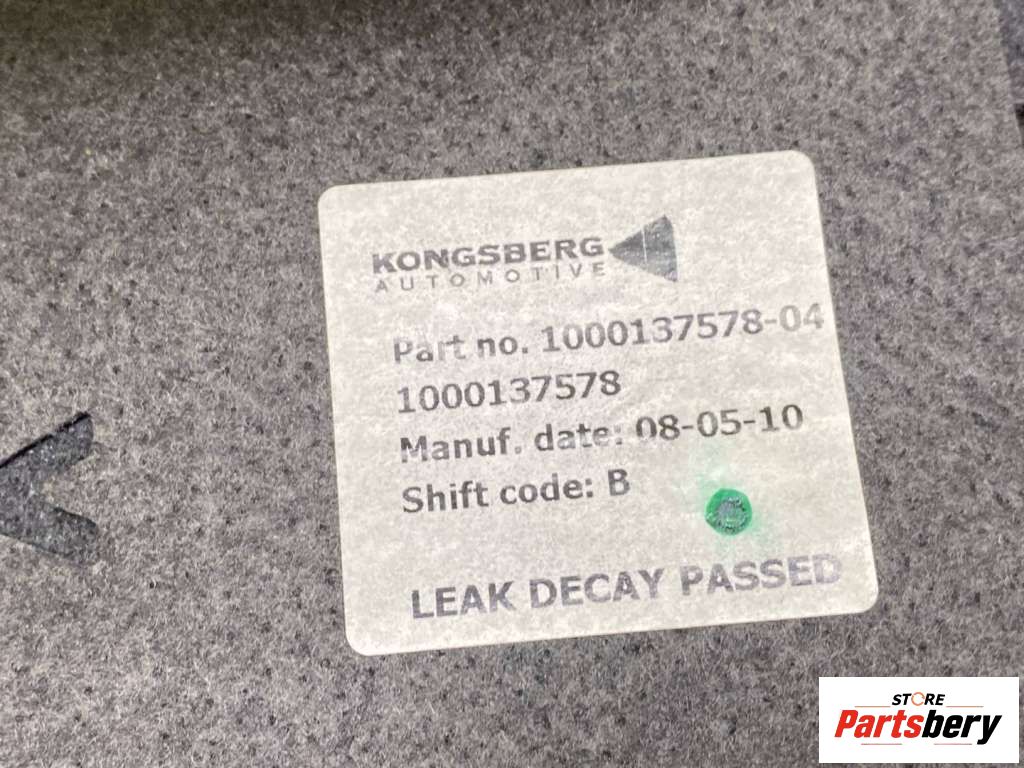 KONGSBERG
AUTOMOTIVE
Part no. 1000137578-04
1000137578
Manuf. date: 08-05-10
Shift code: B
LEAK DECAY PASSED
STORE
Partsbery